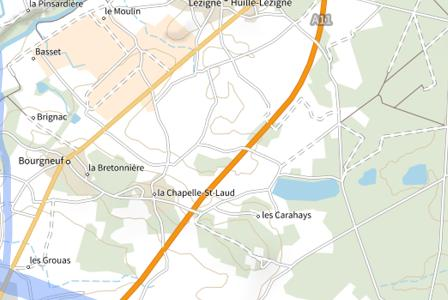 la Pinsardière
le Moulin
Lézigné
Huillé-Lézigné
A11
Basset
Brignac
Bourgneuf
la Bretonnière
la Chapelle-St-Laud
les Carahays
les Grouas